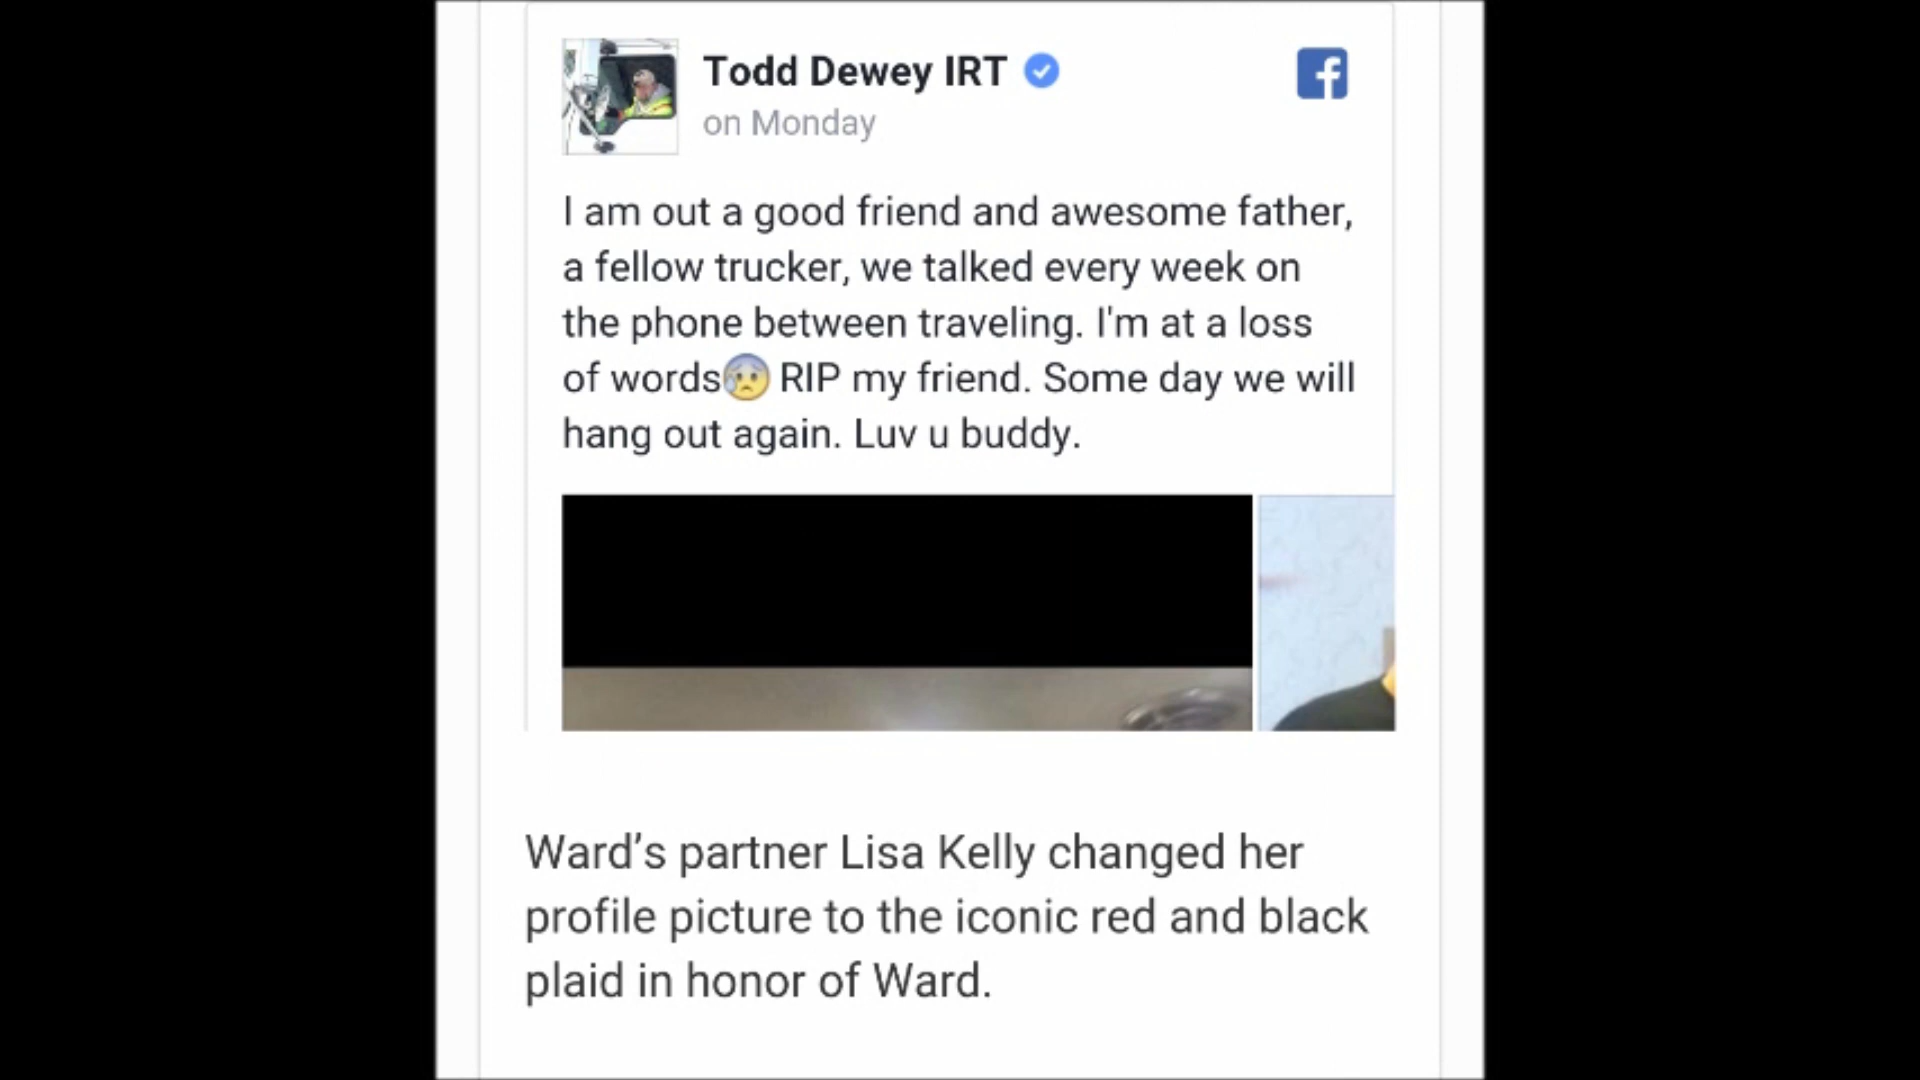 Todd Dewey IRT
on Monday
I am out a good friend and awesome father,
a fellow trucker, we talked every week on
the phone between traveling. I'm at a loss
of words😰 RIP my friend. Some day we will
hang out again. Luv u buddy.
Ward’s partner Lisa Kelly changed her
profile picture to the iconic red and black
plaid in honor of Ward.